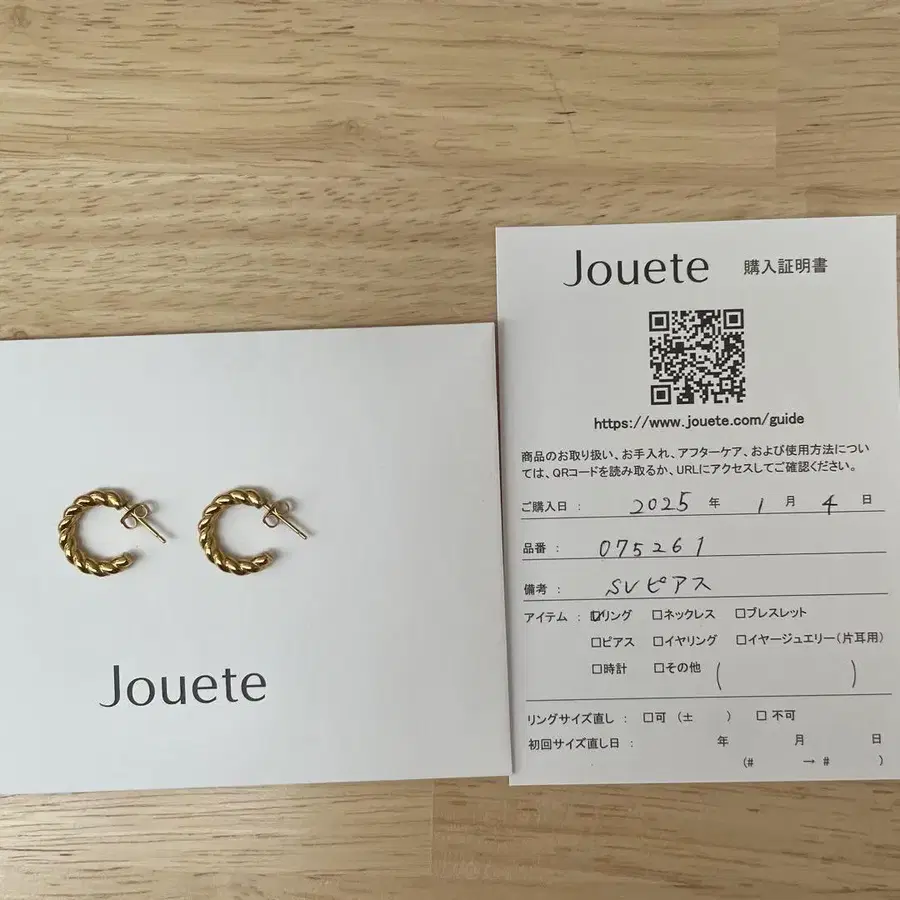 Jouete
Jouete 購入証明書
https://www.jouete.com/guide
商品のお取り扱い、お手入れ、アフターケア、および使用方法につい
ては、QRコードを読み取るか、URLにアクセスしてご確認ください。
ご購入日： 2025 年 1 月 4 日
品番： 075261
備考： SVピアス
アイテム： ☑リング □ネックレス □ブレスレット
□ピアス □イヤリング □イヤージュエリー(片耳用)
□時計 □その他 ( )
リングサイズ直し： □可 (± ) □不可
初回サイズ直し日： 年 月 日
(# → # )